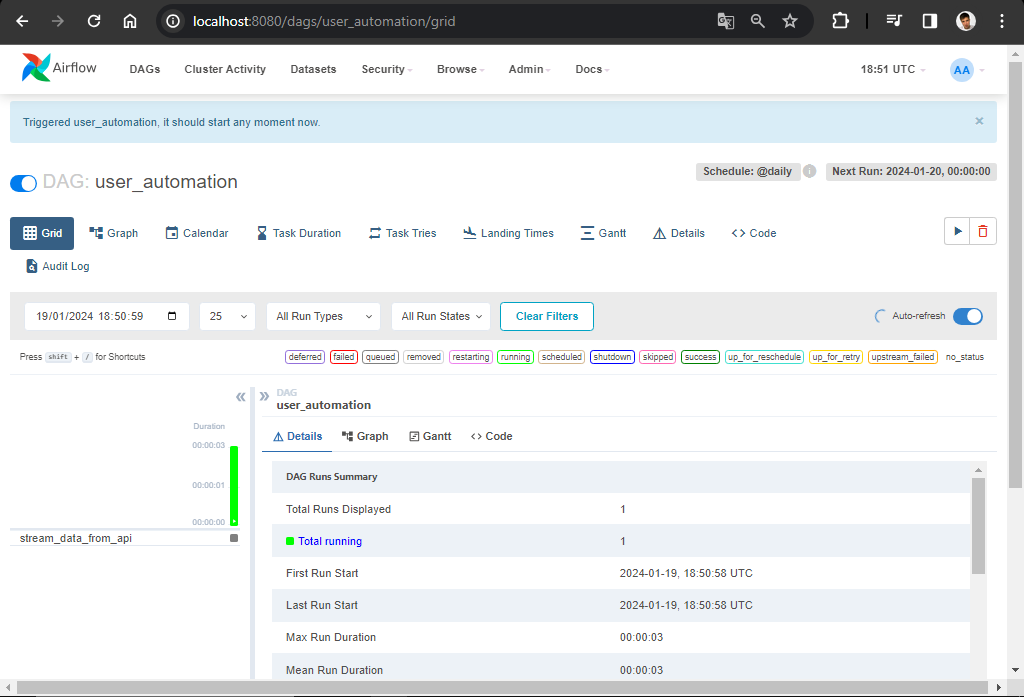 localhost:8080/dags/user_automation/grid
Airflow
DAGs Cluster Activity Datasets Security Browse Admin Docs 18:51 UTC AA
Triggered user_automation, it should start any moment now. ×
DAG: user_automation
Schedule: @daily i Next Run: 2024-01-20, 00:00:00
Grid Graph Calendar Task Duration Task Tries Landing Times Gantt Details <> Code
Audit Log
19/01/2024 18:50:59 25 All Run Types All Run States Clear Filters Auto-refresh
Press shift + / for Shortcuts deferred failed queued removed restarting running scheduled shutdown skipped success up_for_reschedule up_for_retry upstream_failed no_status
DAG
user_automation
Duration
00:00:03
00:00:01
00:00:00
stream_data_from_api
Details Graph Gantt <> Code
DAG Runs Summary
Total Runs Displayed 1
Total running 1
First Run Start 2024-01-19, 18:50:58 UTC
Last Run Start 2024-01-19, 18:50:58 UTC
Max Run Duration 00:00:03
Mean Run Duration 00:00:03